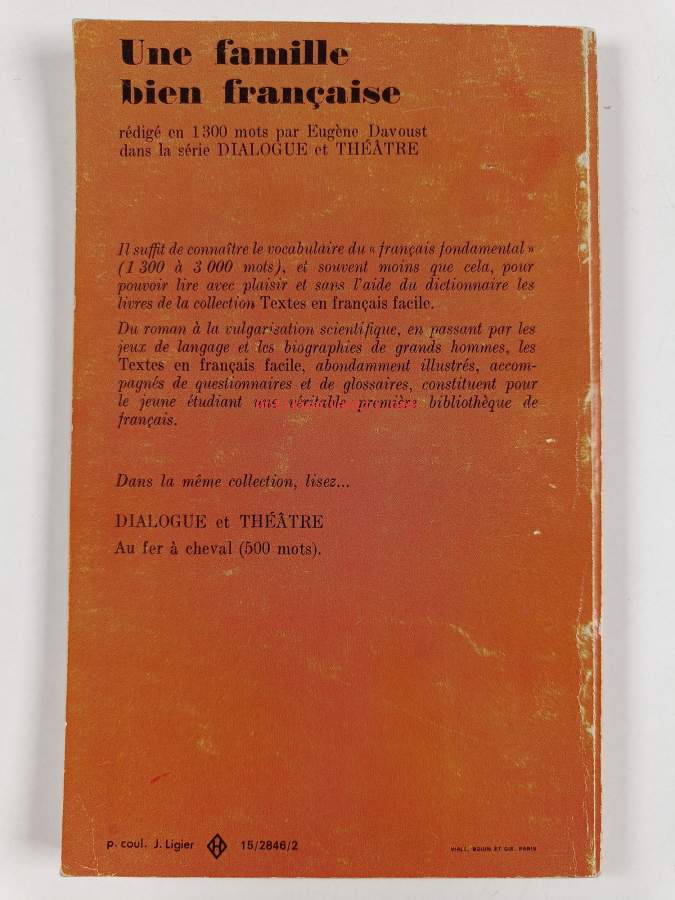 Une famille
bien française
rédigé en 1300 mots par Eugène Davoust
dans la série DIALOGUE et THÉÂTRE
Il suffit de connaître le vocabulaire du « français fondamental »
(1 300 à 3 000 mots), et souvent moins que cela, pour
pouvoir lire avec plaisir et sans l'aide du dictionnaire les
livres de la collection Textes en français facile.
Du roman à la vulgarisation scientifique, en passant par les
jeux de langage et les biographies de grands hommes, les
Textes en français facile, abondamment illustrés, accom-
pagnés de questionnaires et de glossaires, constituent pour
le jeune étudiant une véritable première bibliothèque de
français.
Dans la même collection, lisez...
DIALOGUE et THÉÂTRE
Au fer à cheval (500 mots).
p. coul. J. Ligier H 15/2846/2
ET CIE. PARIS